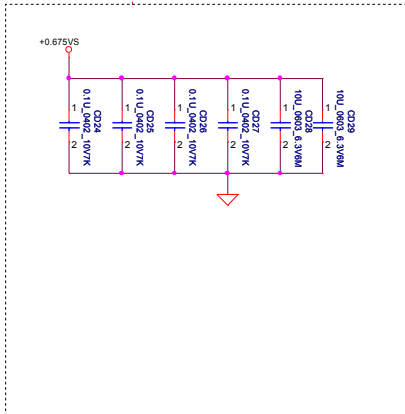 +0.675VS
1
2
CD24
0.1U_0402_10V7K
1
2
CD25
0.1U_0402_10V7K
1
2
CD26
0.1U_0402_10V7K
1
2
CD27
0.1U_0402_10V7K
1
2
CD28
10U_0603_6.3V6M
1
2
CD29
10U_0603_6.3V6M